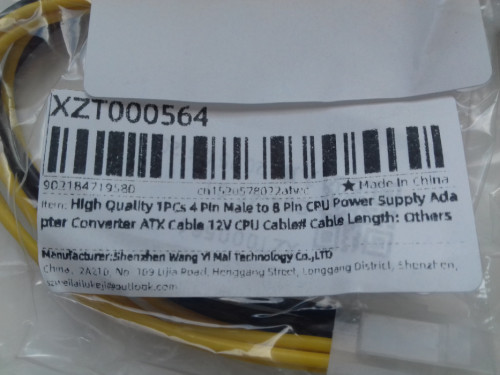 XZT000564
902184719580
★Made In China
Item: High Quality 1PCs 4 Pin Male to 8 Pin CPU Power Supply Ada
pter Converter ATX Cable 12V CPU Cable# Cable Length: Others
Manufacturer:Shenzhen Wang Yi Mai Technology Co.,LTD
China, 2A210, No. 109 Lijia Road, Henggang Street, Longgang District, Shenzhen,